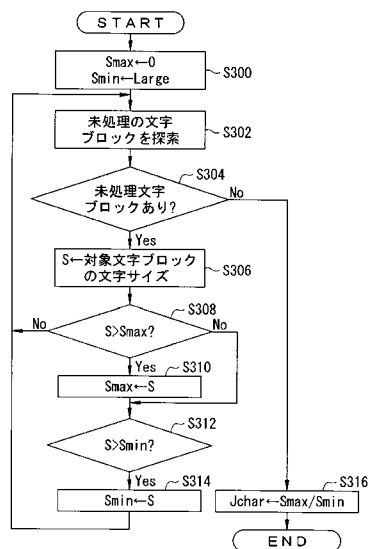 START
Smax←0
Smin←Large
S300
未処理の文字
ブロックを探索
S302
S304
未処理文字
ブロックあり?
No
Yes
S←対象文字ブロック
の文字サイズ
S306
S308
No
S>Smax?
No
Yes
S310
Smax←S
S312
S>Smin?
Yes
S314
Smin←S
S316
Jchar←Smax/Smin
END